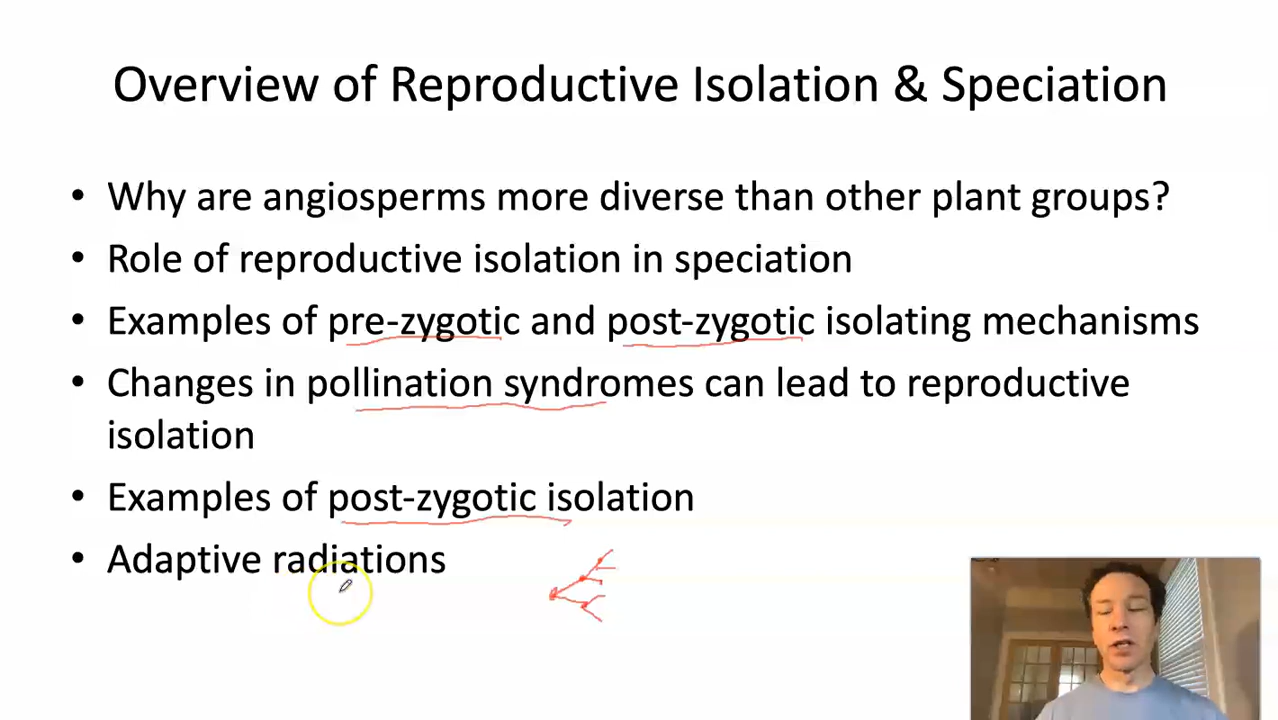 Overview of Reproductive Isolation & Speciation
• Why are angiosperms more diverse than other plant groups?
• Role of reproductive isolation in speciation
• Examples of pre-zygotic and post-zygotic isolating mechanisms
• Changes in pollination syndromes can lead to reproductive
isolation
• Examples of post-zygotic isolation
• Adaptive radiations